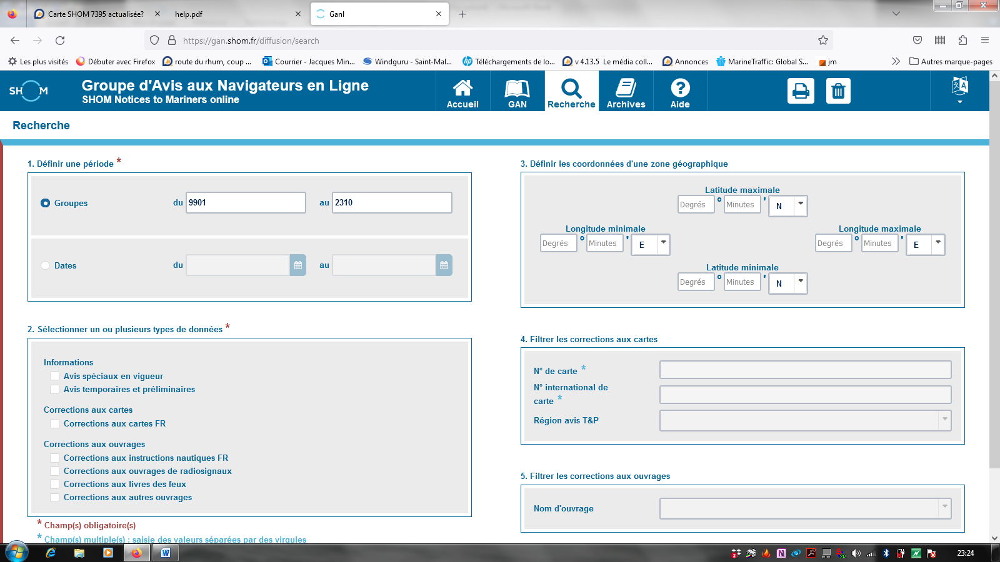 Carte SHOM 7395 actualisée?
help.pdf
Ganl
https://gan.shom.fr/diffusion/search
Les plus visités
Débuter avec Firefox
route du rhum, coup ...
Courrier - Jacques Min...
Windguru - Saint-Mal...
Téléchargements de lo...
v 4.13.5 Le média coll...
Annonces
MarineTraffic: Global S...
jm
Autres marque-pages
SHOM
Groupe d'Avis aux Navigateurs en Ligne
SHOM Notices to Mariners online
Accueil
GAN
Recherche
Archives
Aide
Recherche
1. Définir une période *
Groupes du 9901 au 2310
Dates du au
2. Sélectionner un ou plusieurs types de données *
Informations
Avis spéciaux en vigueur
Avis temporaires et préliminaires
Corrections aux cartes
Corrections aux cartes FR
Corrections aux ouvrages
Corrections aux instructions nautiques FR
Corrections aux ouvrages de radiosignaux
Corrections aux livres des feux
Corrections aux autres ouvrages
* Champ(s) obligatoire(s)
* Champ(s) multiple(s) : saisie des valeurs séparées par des virgules
3. Définir les coordonnées d'une zone géographique
Latitude maximale
Degrés ° Minutes ' N
Longitude minimale
Degrés ° Minutes ' E
Longitude maximale
Degrés ° Minutes ' E
Latitude minimale
Degrés ° Minutes ' N
4. Filtrer les corrections aux cartes
N° de carte *
N° international de
carte *
Région avis T&P
5. Filtrer les corrections aux ouvrages
Nom d'ouvrage
23:24